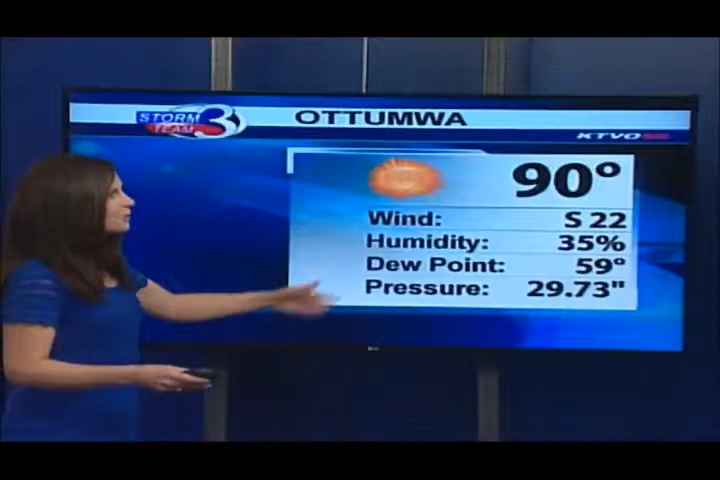 STORM TEAM 3
OTTUMWA
KTVO
90°
Wind: S 22
Humidity: 35%
Dew Point: 59°
Pressure: 29.73"